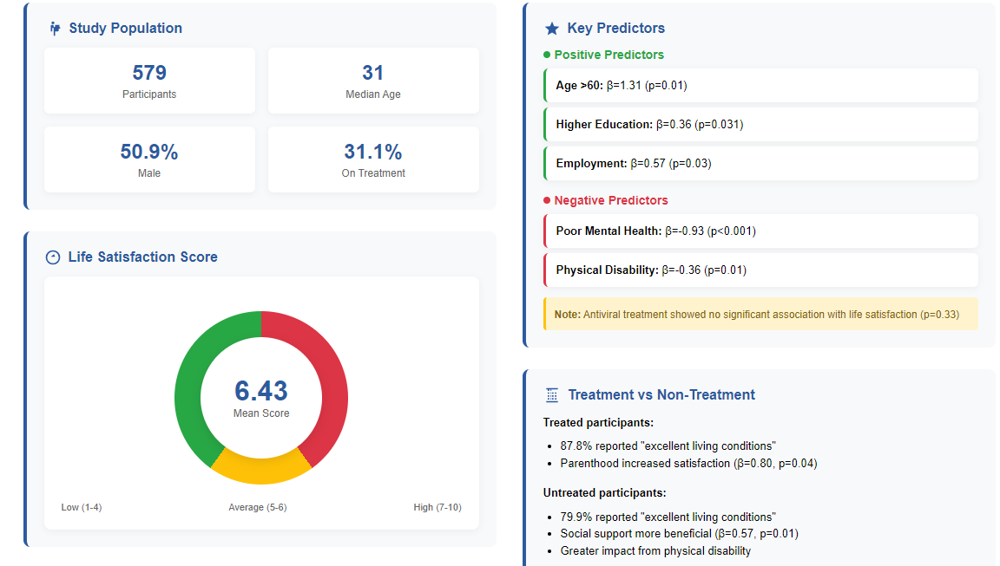 Study Population
579
Participants
31
Median Age
50.9%
Male
31.1%
On Treatment
Life Satisfaction Score
6.43
Mean Score
Low (1-4)
Average (5-6)
High (7-10)
Key Predictors
Positive Predictors
Age >60: β=1.31 (p=0.01)
Higher Education: β=0.36 (p=0.031)
Employment: β=0.57 (p=0.03)
Negative Predictors
Poor Mental Health: β=-0.93 (p<0.001)
Physical Disability: β=-0.36 (p=0.01)
Note: Antiviral treatment showed no significant association with life satisfaction (p=0.33)
Treatment vs Non-Treatment
Treated participants:
• 87.8% reported "excellent living conditions"
• Parenthood increased satisfaction (β=0.80, p=0.04)
Untreated participants:
• 79.9% reported "excellent living conditions"
• Social support more beneficial (β=0.57, p=0.01)
• Greater impact from physical disability